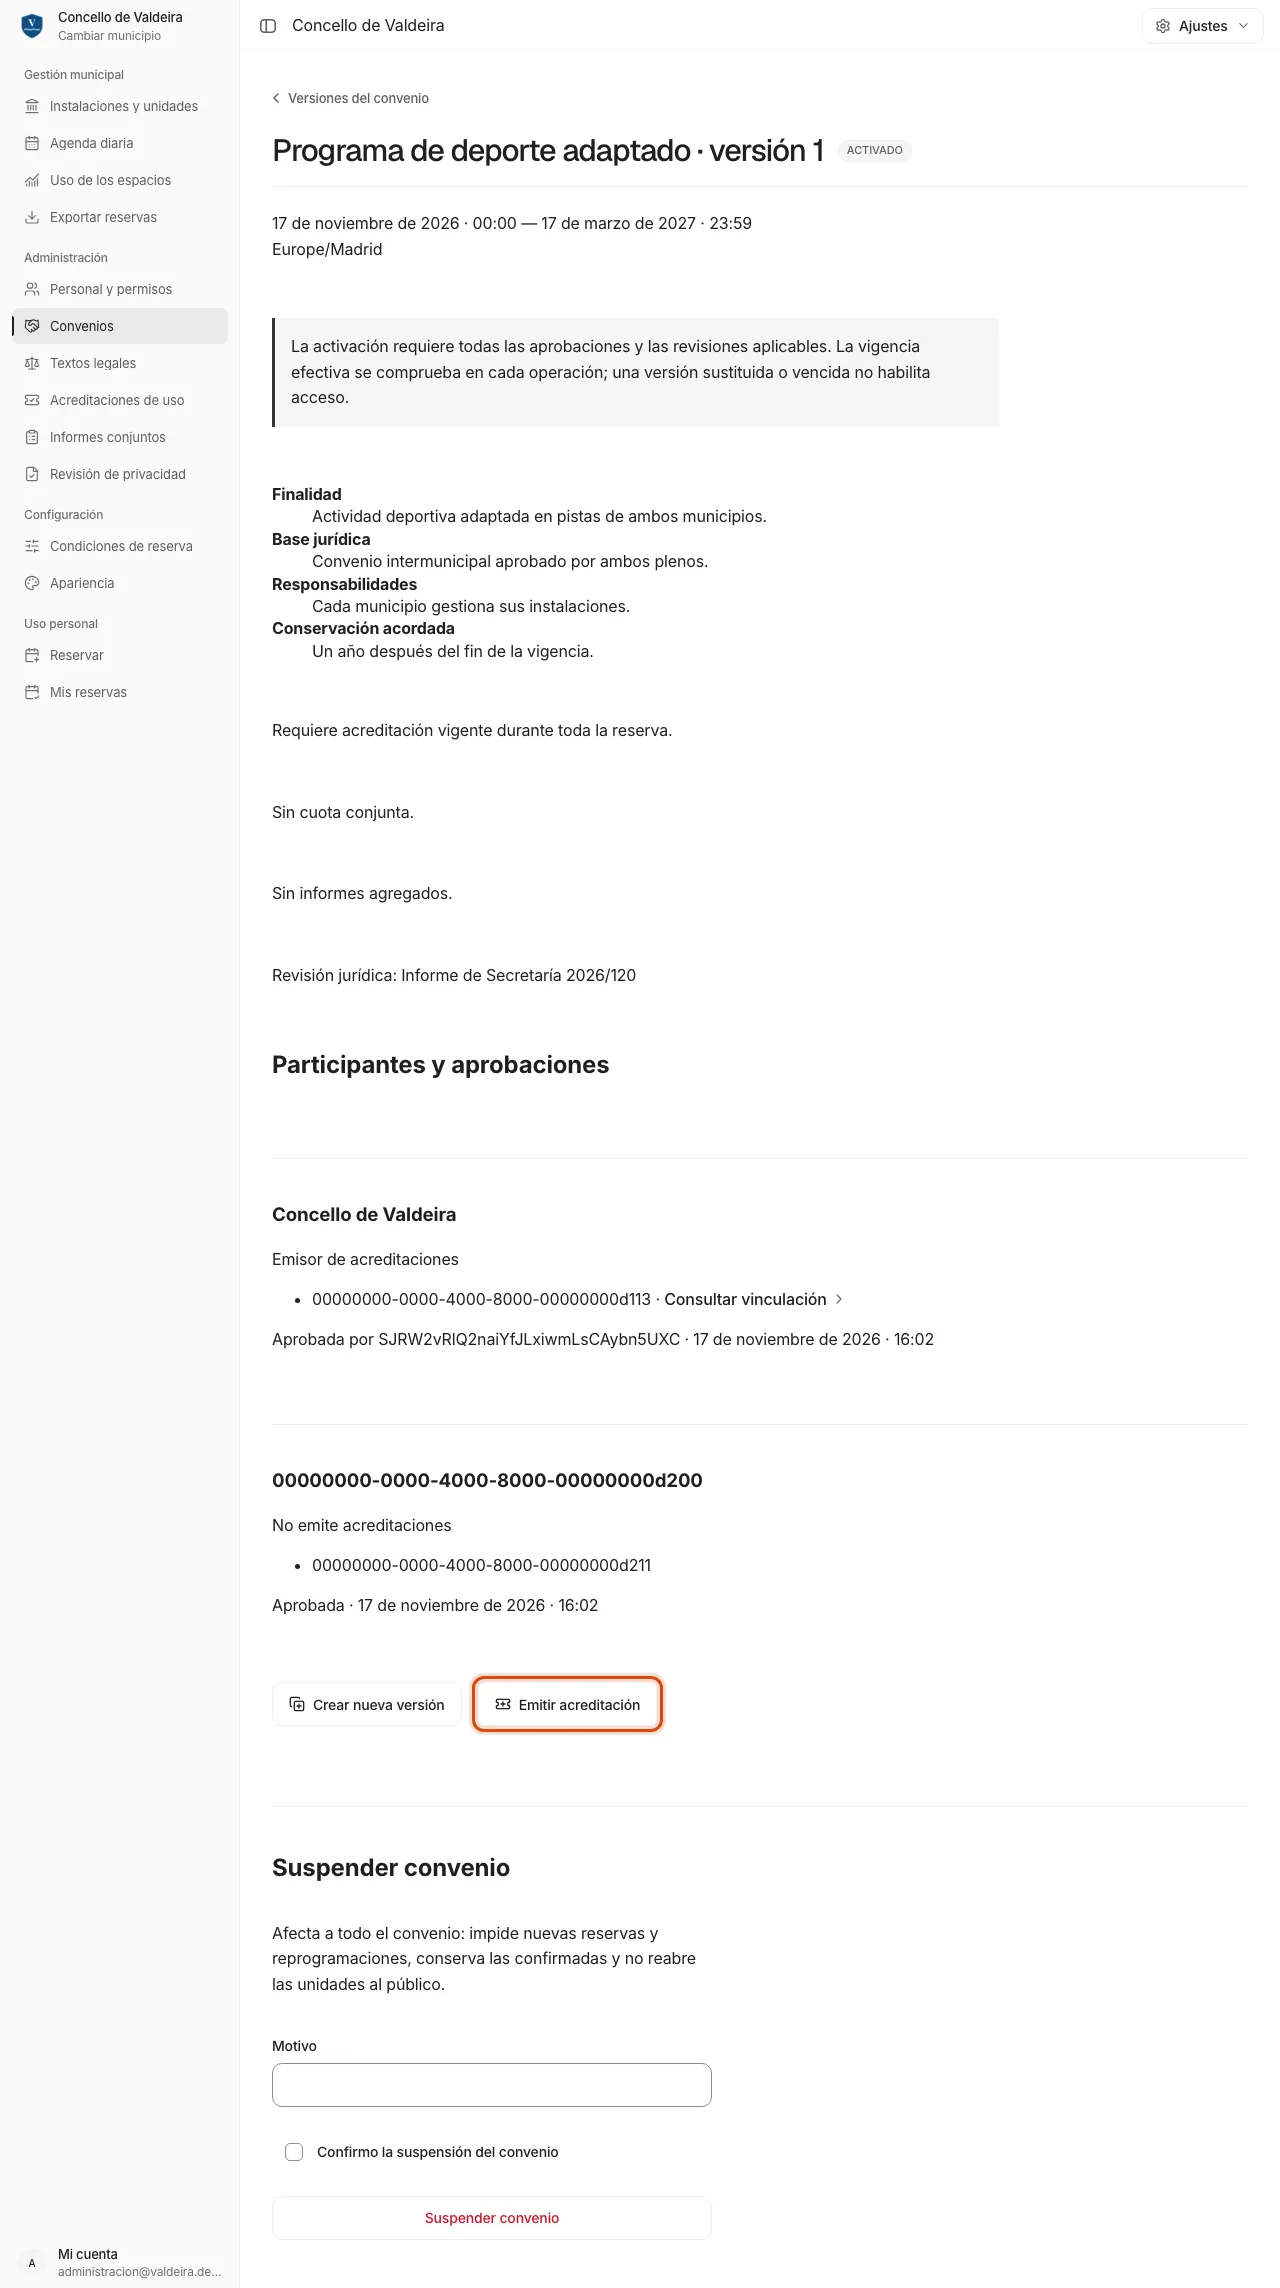 Concello de Valdeira
Cambiar municipio
Gestión municipal
Instalaciones y unidades
Agenda diaria
Uso de los espacios
Exportar reservas
Administración
Personal y permisos
Convenios
Textos legales
Acreditaciones de uso
Informes conjuntos
Revisión de privacidad
Configuración
Condiciones de reserva
Apariencia
Uso personal
Reservar
Mis reservas
A
Mi cuenta
administracion@valdeira.de...
Concello de Valdeira
Ajustes
Versiones del convenio
Programa de deporte adaptado · versión 1
ACTIVADO
17 de noviembre de 2026 · 00:00 — 17 de marzo de 2027 · 23:59
Europe/Madrid
La activación requiere todas las aprobaciones y las revisiones aplicables. La vigencia
efectiva se comprueba en cada operación; una versión sustituida o vencida no habilita
acceso.
Finalidad
Actividad deportiva adaptada en pistas de ambos municipios.
Base jurídica
Convenio intermunicipal aprobado por ambos plenos.
Responsabilidades
Cada municipio gestiona sus instalaciones.
Conservación acordada
Un año después del fin de la vigencia.
Requiere acreditación vigente durante toda la reserva.
Sin cuota conjunta.
Sin informes agregados.
Revisión jurídica: Informe de Secretaría 2026/120
Participantes y aprobaciones
Concello de Valdeira
Emisor de acreditaciones
• 00000000-0000-4000-8000-00000000d113 · Consultar vinculación
Aprobada por SJRW2vRlQ2naiYfJLxiwmLsCAybn5UXC · 17 de noviembre de 2026 · 16:02
00000000-0000-4000-8000-00000000d200
No emite acreditaciones
• 00000000-0000-4000-8000-00000000d211
Aprobada · 17 de noviembre de 2026 · 16:02
Crear nueva versión
Emitir acreditación
Suspender convenio
Afecta a todo el convenio: impide nuevas reservas y
reprogramaciones, conserva las confirmadas y no reabre
las unidades al público.
Motivo
Confirmo la suspensión del convenio
Suspender convenio